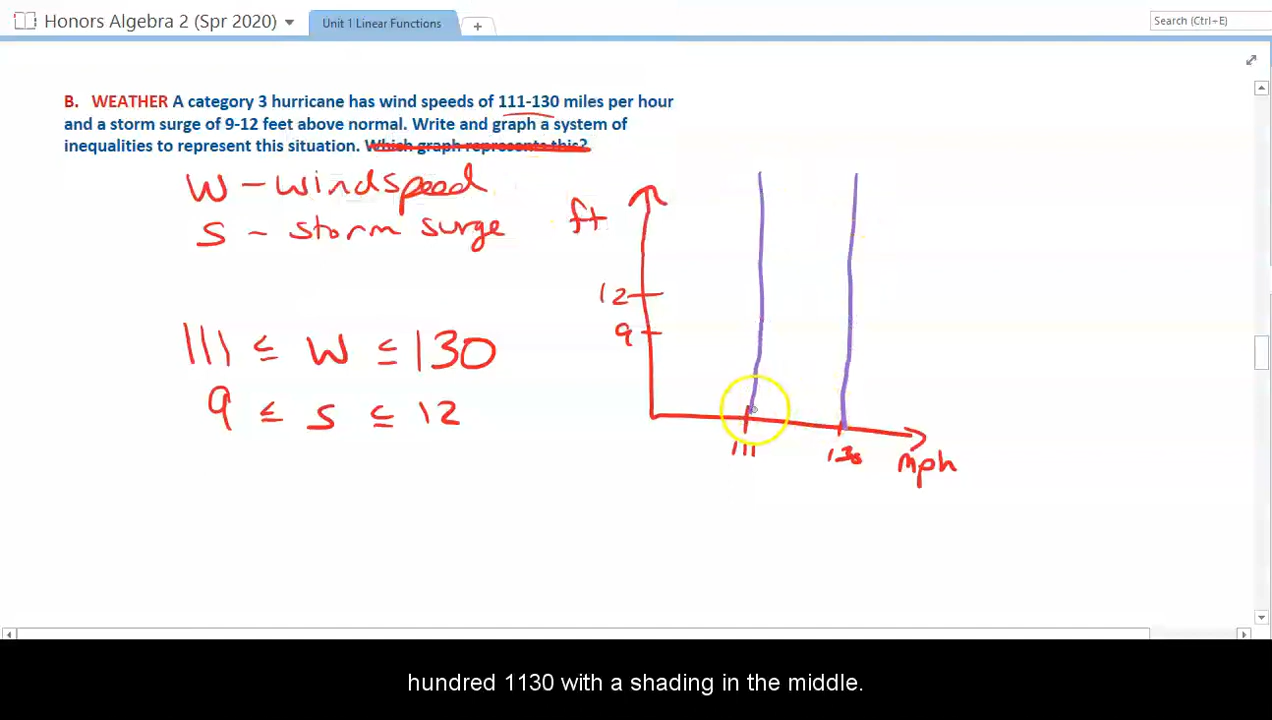 Honors Algebra 2 (Spr 2020)
Unit 1 Linear Functions
Search (Ctrl+E)
B. WEATHER A category 3 hurricane has wind speeds of 111-130 miles per hour
and a storm surge of 9-12 feet above normal. Write and graph a system of
inequalities to represent this situation. Which graph represents this?
W - windspeed
S - storm surge
ft
12
9
111 ≤ W ≤ 130
9 ≤ S ≤ 12
111
130
mph
hundred 1130 with a shading in the middle.